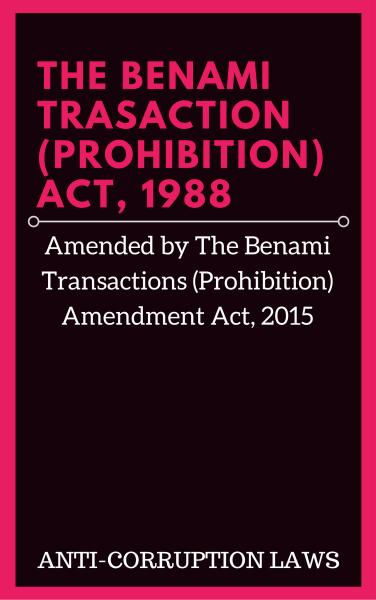 THE BENAMI
TRASACTION
(PROHIBITION)
ACT, 1988
Amended by The Benami
Transactions (Prohibition)
Amendment Act, 2015
ANTI-CORRUPTION LAWS